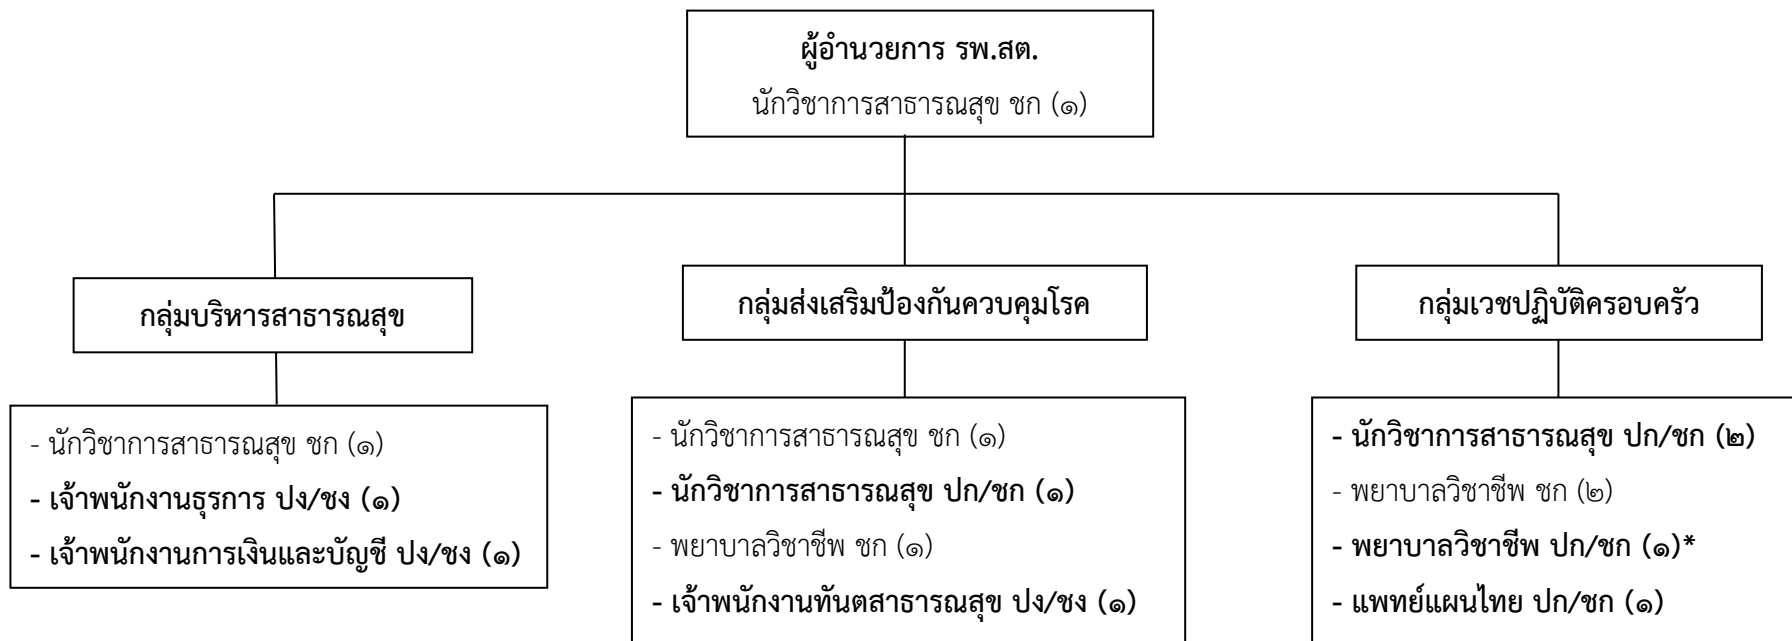 ผู้อำนวยการ รพ.สต.
นักวิชาการสาธารณสุข ชก (๑)
กลุ่มบริหารสาธารณสุข
- นักวิชาการสาธารณสุข ชก (๑)
- เจ้าพนักงานธุรการ ปง/ชง (๑)
- เจ้าพนักงานการเงินและบัญชี ปง/ชง (๑)
กลุ่มส่งเสริมป้องกันควบคุมโรค
- นักวิชาการสาธารณสุข ชก (๑)
- นักวิชาการสาธารณสุข ปก/ชก (๑)
- พยาบาลวิชาชีพ ชก (๑)
- เจ้าพนักงานทันตสาธารณสุข ปง/ชง (๑)
กลุ่มเวชปฏิบัติครอบครัว
- นักวิชาการสาธารณสุข ปก/ชก (๒)
- พยาบาลวิชาชีพ ชก (๒)
- พยาบาลวิชาชีพ ปก/ชก (๑)*
- แพทย์แผนไทย ปก/ชก (๑)